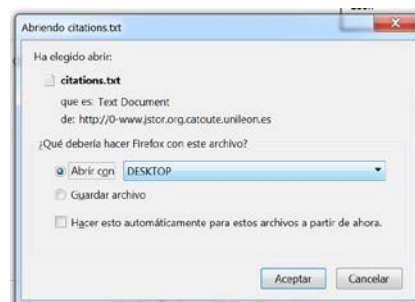 Abriendo citations.txt
Ha elegido abrir:
citations.txt
que es: Text Document
de: http://0-www.jstor.org.catoute.unileon.es
¿Qué debería hacer Firefox con este archivo?
Abrir con DESKTOP
Guardar archivo
Hacer esto automáticamente para estos archivos a partir de ahora.
Aceptar Cancelar